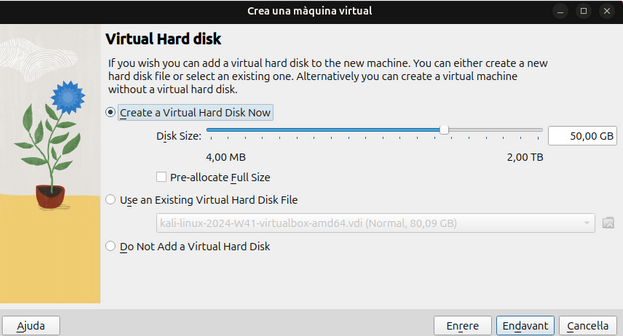 Crea una màquina virtual
Virtual Hard disk
If you wish you can add a virtual hard disk to the new machine. You can either create a new
hard disk file or select an existing one. Alternatively you can create a virtual machine
without a virtual hard disk.
Create a Virtual Hard Disk Now
Disk Size:
50,00 GB
4,00 MB
2,00 TB
Pre-allocate Full Size
Use an Existing Virtual Hard Disk File
kali-linux-2024-W41-virtualbox-amd64.vdi (Normal, 80,09 GB)
Do Not Add a Virtual Hard Disk
Ajuda
Enrere
Endavant
Cancel·la